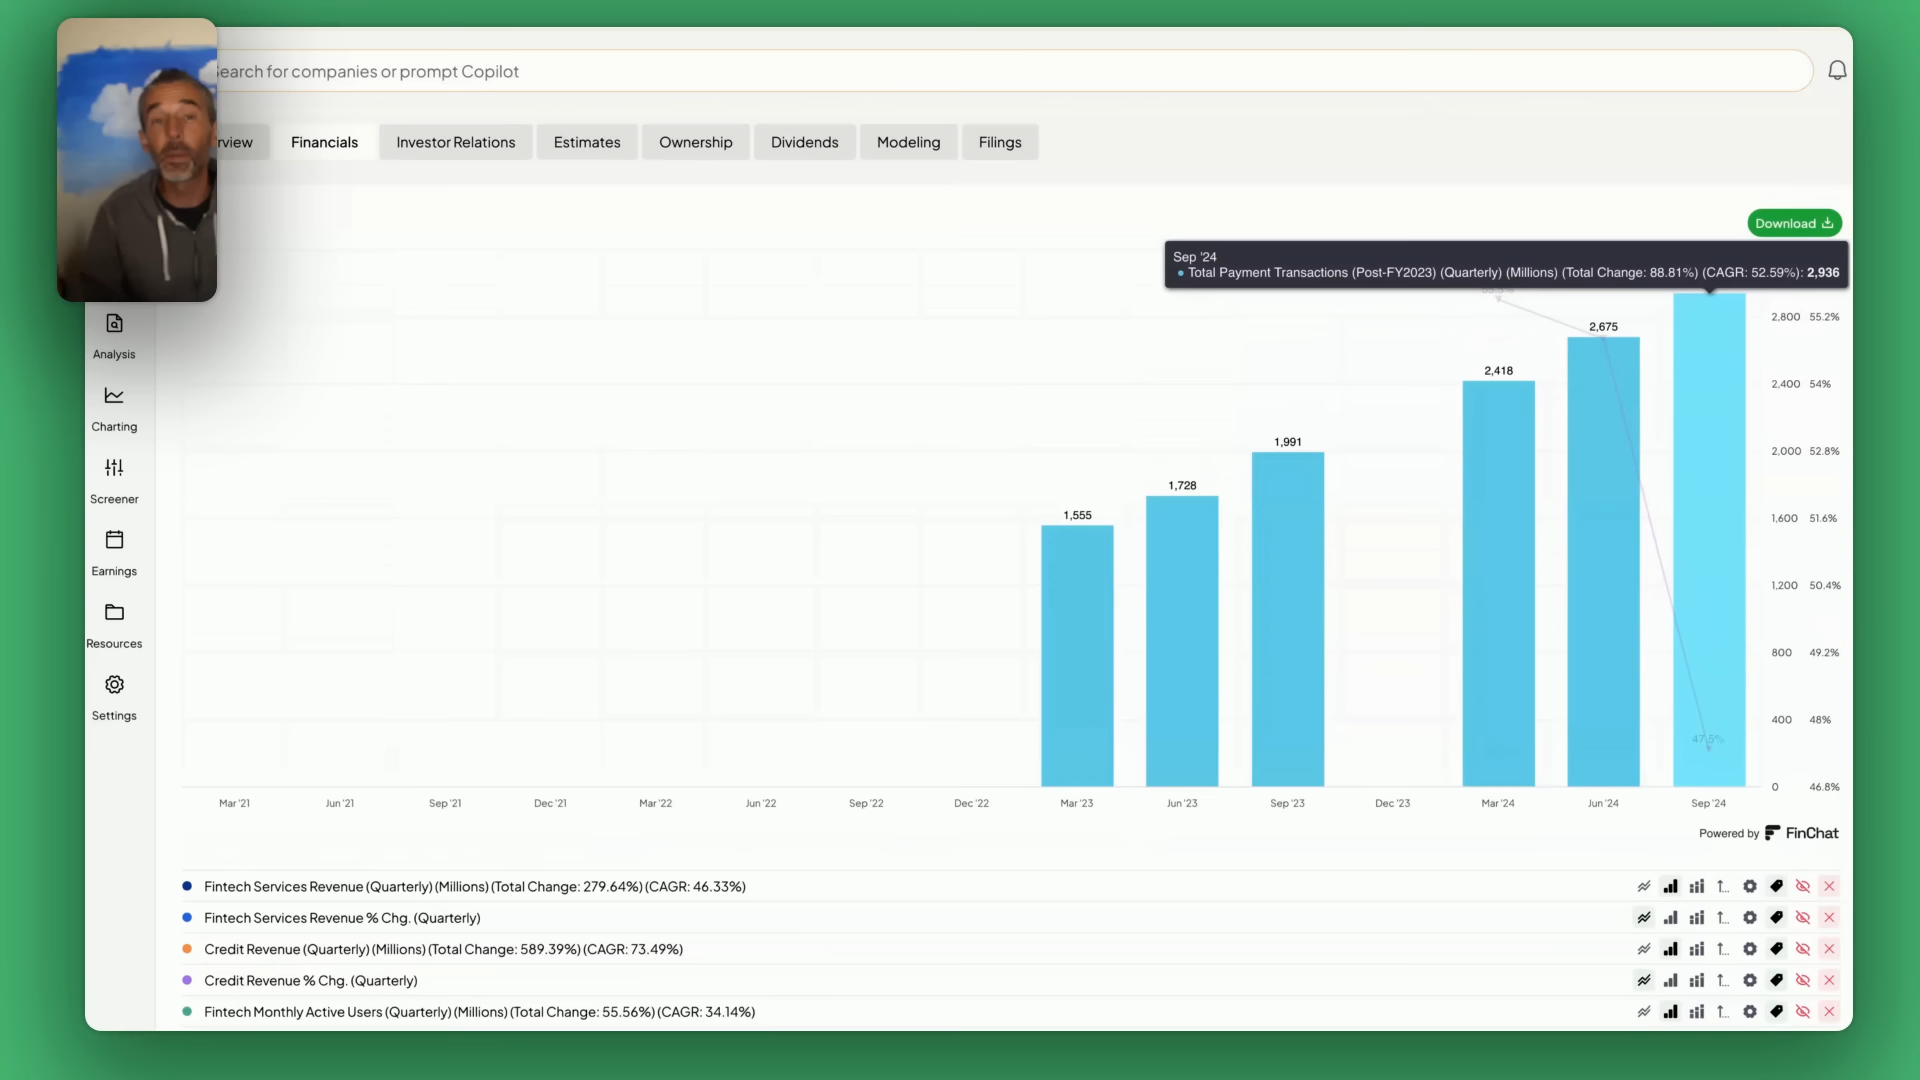 Search for companies or prompt Copilot
rview
Financials
Investor Relations
Estimates
Ownership
Dividends
Modeling
Filings
Download
Sep '24
Total Payment Transactions (Post-FY2023) (Quarterly) (Millions) (Total Change: 88.81%) (CAGR: 52.59%): 2,936
Analysis
Charting
Screener
Earnings
Resources
Settings
1,555
1,728
1,991
2,418
2,675
47.5%
2,800 55.2%
2,400 54%
2,000 52.8%
1,600 51.6%
1,200 50.4%
800 49.2%
400 48%
0 46.8%
Mar '21
Jun '21
Sep '21
Dec '21
Mar '22
Jun '22
Sep '22
Dec '22
Mar '23
Jun '23
Sep '23
Dec '23
Mar '24
Jun '24
Sep '24
Powered by FinChat
Fintech Services Revenue (Quarterly) (Millions) (Total Change: 279.64%) (CAGR: 46.33%)
Fintech Services Revenue % Chg. (Quarterly)
Credit Revenue (Quarterly) (Millions) (Total Change: 589.39%) (CAGR: 73.49%)
Credit Revenue % Chg. (Quarterly)
Fintech Monthly Active Users (Quarterly) (Millions) (Total Change: 55.56%) (CAGR: 34.14%)